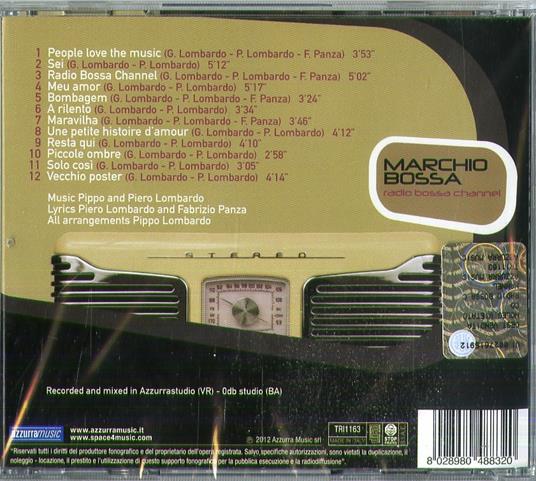 1 People love the music (G. Lombardo - P. Lombardo - F. Panza) 3'53"
2 Sei (G. Lombardo - P. Lombardo) 5'12"
3 Radio Bossa Channel (G. Lombardo - P. Lombardo - F. Panza) 5'02"
4 Meu amor (G. Lombardo - P. Lombardo) 5'17"
5 Bombagem (G. Lombardo - P. Lombardo - F. Panza) 3'24"
6 A rilento (G. Lombardo - P. Lombardo) 3'34"
7 Maravilha (G. Lombardo - P. Lombardo - F. Panza) 3'46"
8 Une petite histoire d'amour (G. Lombardo - P. Lombardo) 4'12"
9 Resta qui (G. Lombardo - P. Lombardo) 4'10"
10 Piccole ombre (G. Lombardo - P. Lombardo) 2'58"
11 Solo così (G. Lombardo - P. Lombardo) 3'05"
12 Vecchio poster (G. Lombardo - P. Lombardo) 4'14"
MARCHIO
BOSSA
radio bossa channel
Music Pippo and Piero Lombardo
Lyrics Piero Lombardo and Fabrizio Panza
All arrangements Pippo Lombardo
STEREO
Recorded and mixed in Azzurrastudio (VR) - 0db studio (BA)
azzurramusic
www.azzurramusic.it
www.space4music.com
℗ © 2012 Azzurra Music srl
TRI1163
MADE IN ITALY
STOP
8 028980 488320
"Riservati tutti i diritti del produttore fonografico e del proprietario dell'opera registrata. Salvo specifiche autorizzazioni, sono vietati la duplicazione, il
noleggio - locazione, il prestito e l'utilizzazione di questo supporto fonografico per la pubblica esecuzione e la radiodiffusione".